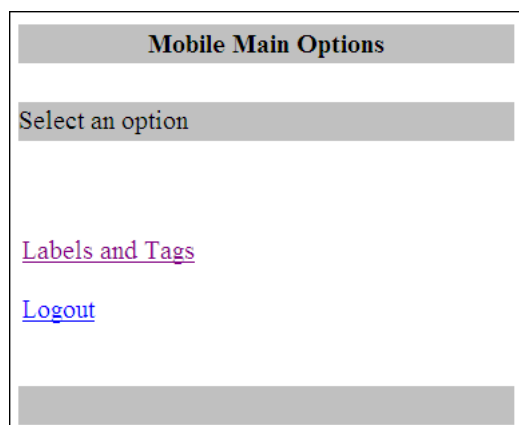 Mobile Main Options
Select an option
Labels and Tags
Logout